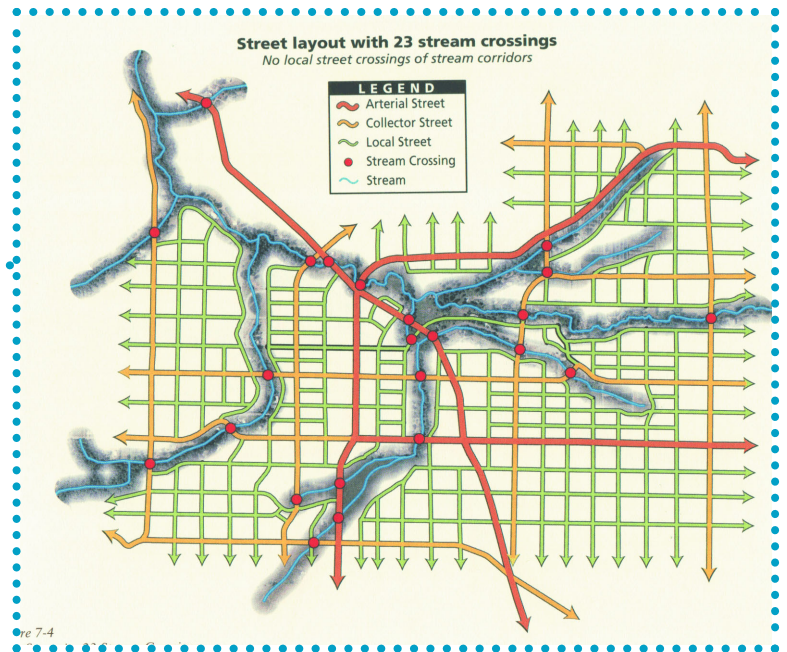 Street layout with 23 stream crossings
No local street crossings of stream corridors
LEGEND
Arterial Street
Collector Street
Local Street
Stream Crossing
Stream
re 7-4